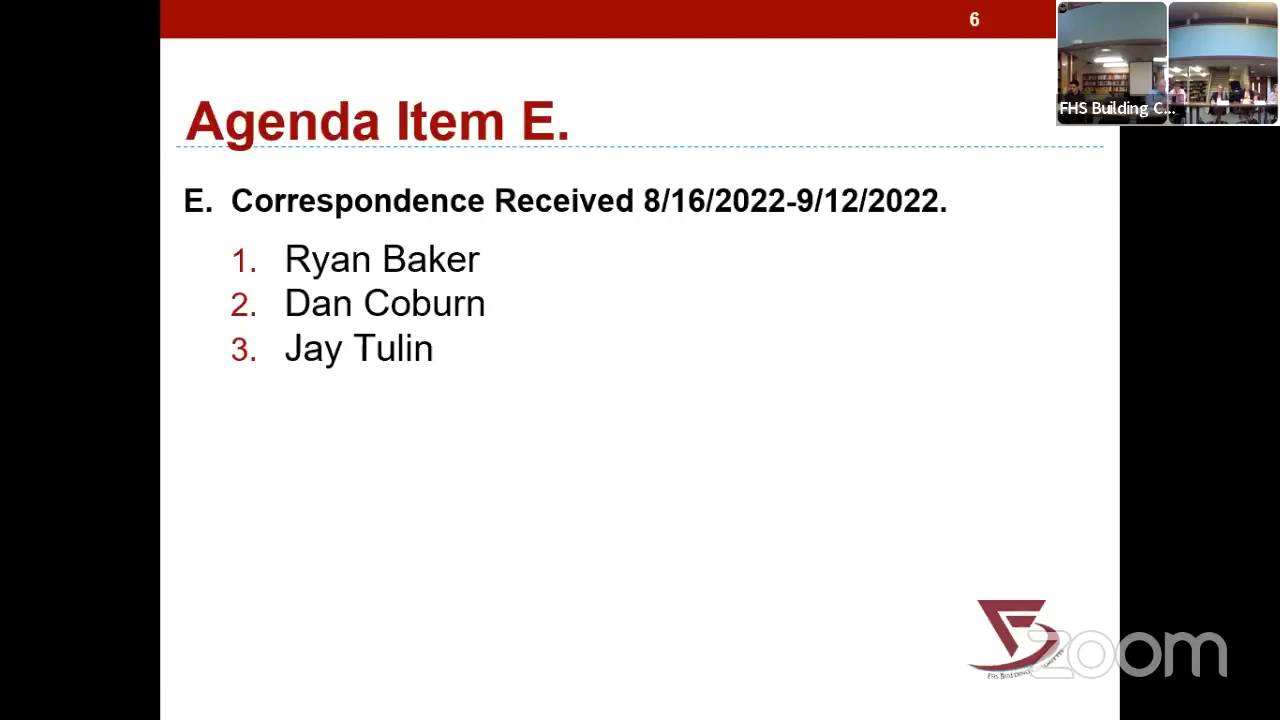 6
FHS Building C...
Agenda Item E.
E. Correspondence Received 8/16/2022-9/12/2022.
1. Ryan Baker
2. Dan Coburn
3. Jay Tulin
zoom